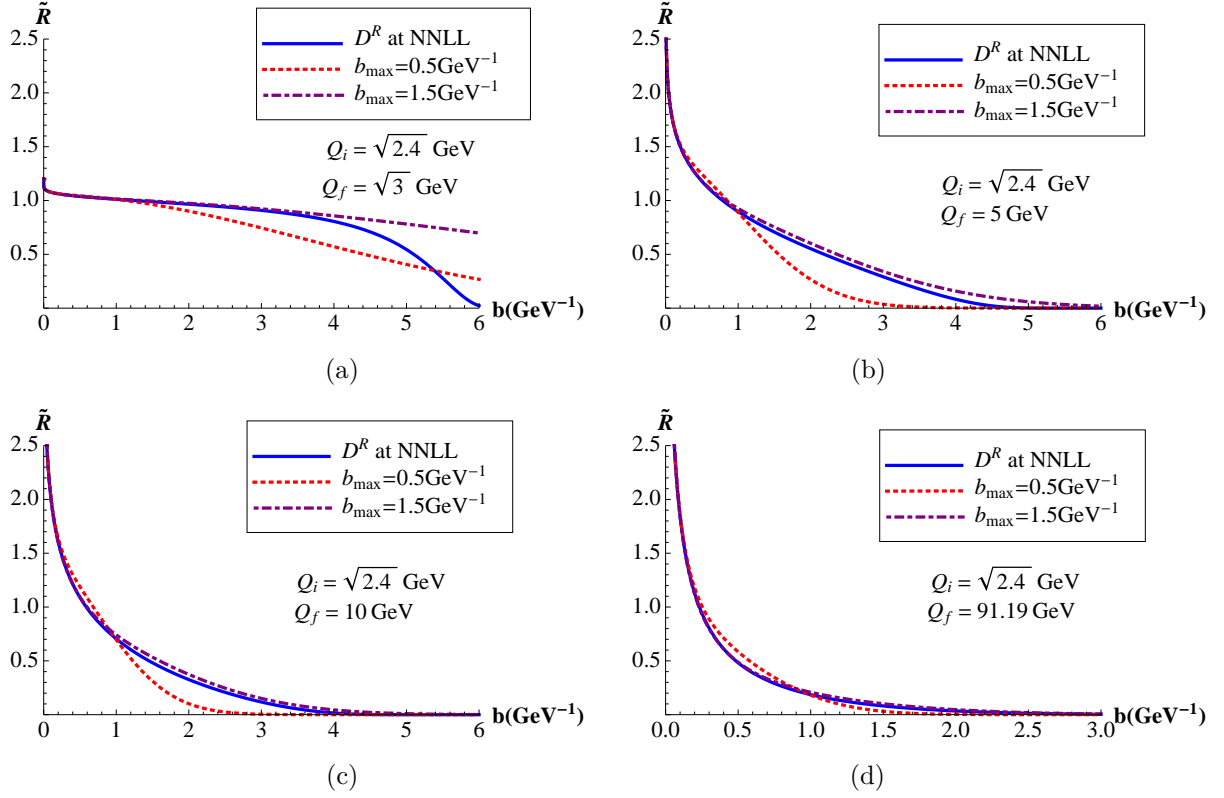 R̃
2.5
2.0
1.5
1.0
0.5
0 1 2 3 4 5 6
b(GeV⁻¹)
Dᴿ at NNLL
b_max=0.5GeV⁻¹
b_max=1.5GeV⁻¹
Q_i = √2.4 GeV
Q_f = √3 GeV
(a)
R̃
2.5
2.0
1.5
1.0
0.5
0 1 2 3 4 5 6
b(GeV⁻¹)
Dᴿ at NNLL
b_max=0.5GeV⁻¹
b_max=1.5GeV⁻¹
Q_i = √2.4 GeV
Q_f = 5 GeV
(b)
R̃
2.5
2.0
1.5
1.0
0.5
0 1 2 3 4 5 6
b(GeV⁻¹)
Dᴿ at NNLL
b_max=0.5GeV⁻¹
b_max=1.5GeV⁻¹
Q_i = √2.4 GeV
Q_f = 10 GeV
(c)
R̃
2.5
2.0
1.5
1.0
0.5
0.0 0.5 1.0 1.5 2.0 2.5 3.0
b(GeV⁻¹)
Dᴿ at NNLL
b_max=0.5GeV⁻¹
b_max=1.5GeV⁻¹
Q_i = √2.4 GeV
Q_f = 91.19 GeV
(d)